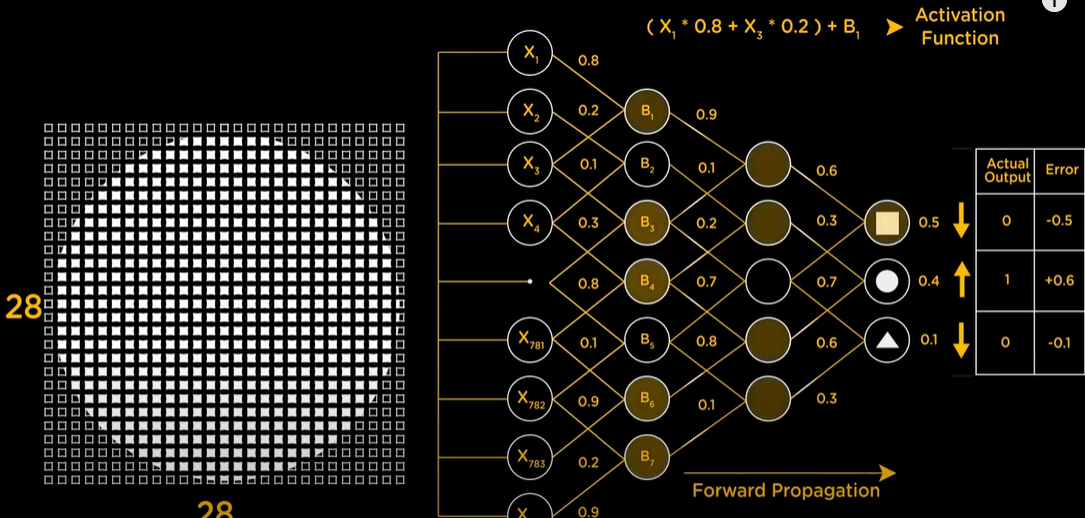 ( X₁ * 0.8 + X₃ * 0.2 ) + B₁
Activation
Function
28
28
X₁
X₂
X₃
X₄
X₇₈₁
X₇₈₂
X₇₈₃
X
0.8
0.2
0.1
0.3
0.8
0.1
0.9
0.2
0.9
B₁
B₂
B₃
B₄
B₅
B₆
B₇
0.9
0.1
0.2
0.7
0.8
0.1
0.6
0.3
0.7
0.6
0.3
0.5
0.4
0.1
Actual
Output
Error
0 -0.5
1 +0.6
0 -0.1
Forward Propagation